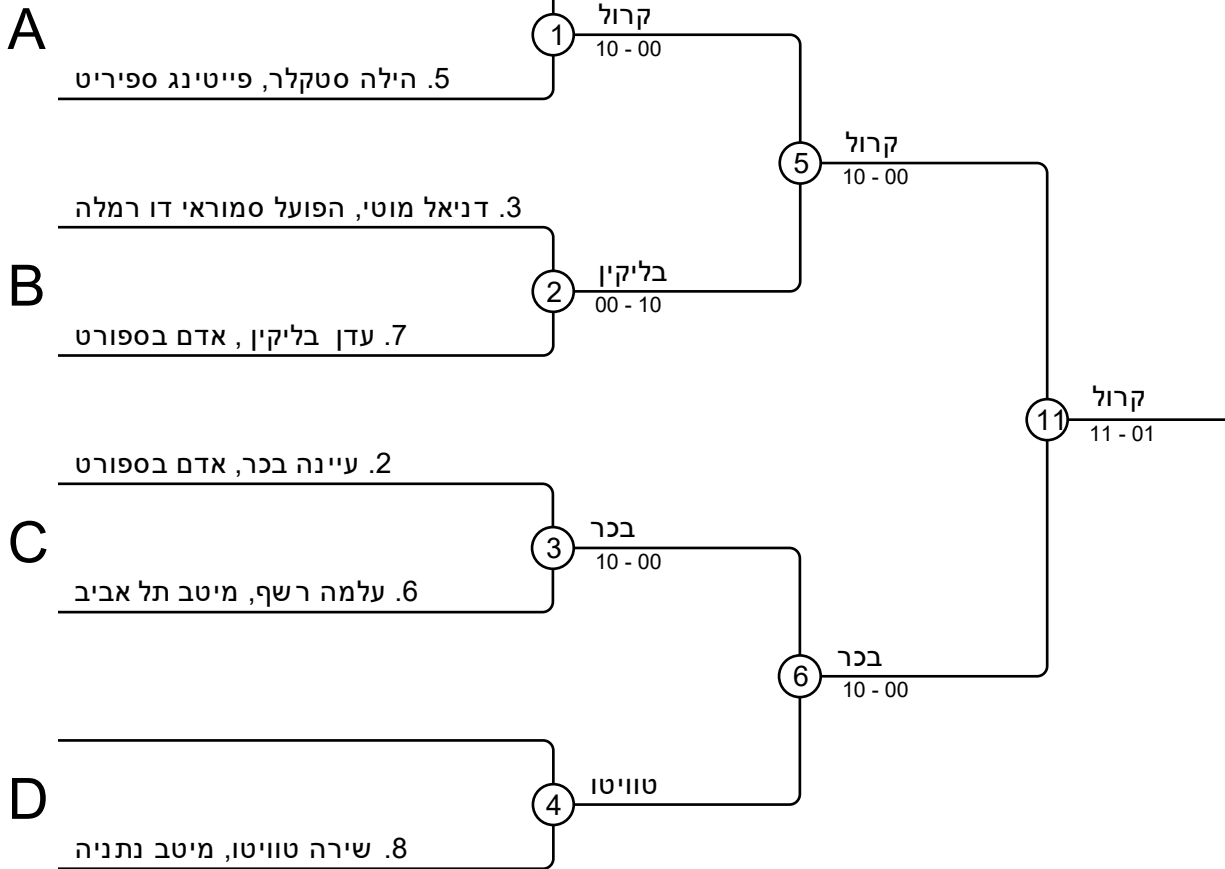 A
קרול
1
10 - 00
5. הילה סטקלר, פייטינג ספיריט
קרול
5
10 - 00
3. דניאל מוטי, הפועל סמוראי דו רמלה
B
בליקין
2
00 - 10
7. עדן בליקין , אדם בספורט
קרול
11
11 - 01
2. עיינה בכר, אדם בספורט
C
בכר
3
10 - 00
6. עלמה רשף, מיטב תל אביב
בכר
6
10 - 00
D
טוויטו
4
8. שירה טוויטו, מיטב נתניה